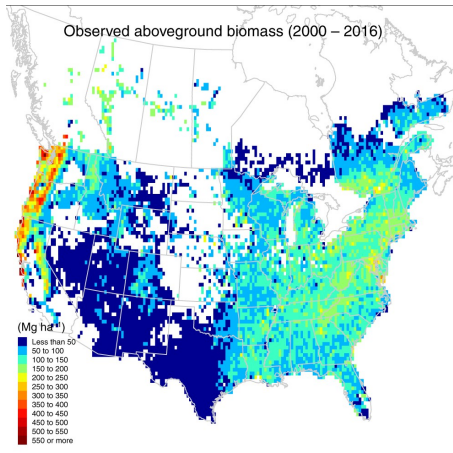 Observed aboveground biomass (2000 – 2016)
(Mg ha⁻¹)
Less than 50
50 to 100
100 to 150
150 to 200
200 to 250
250 to 300
300 to 350
350 to 400
400 to 450
450 to 500
500 to 550
550 or more